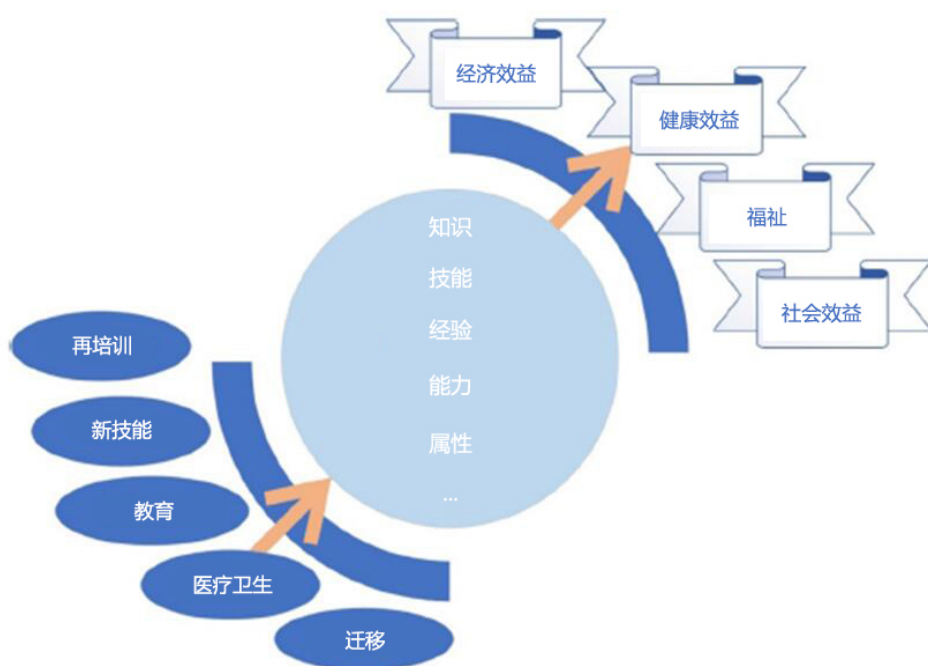 经济效益
健康效益
福祉
社会效益
知识
技能
经验
能力
属性
...
再培训
新技能
教育
医疗卫生
迁移